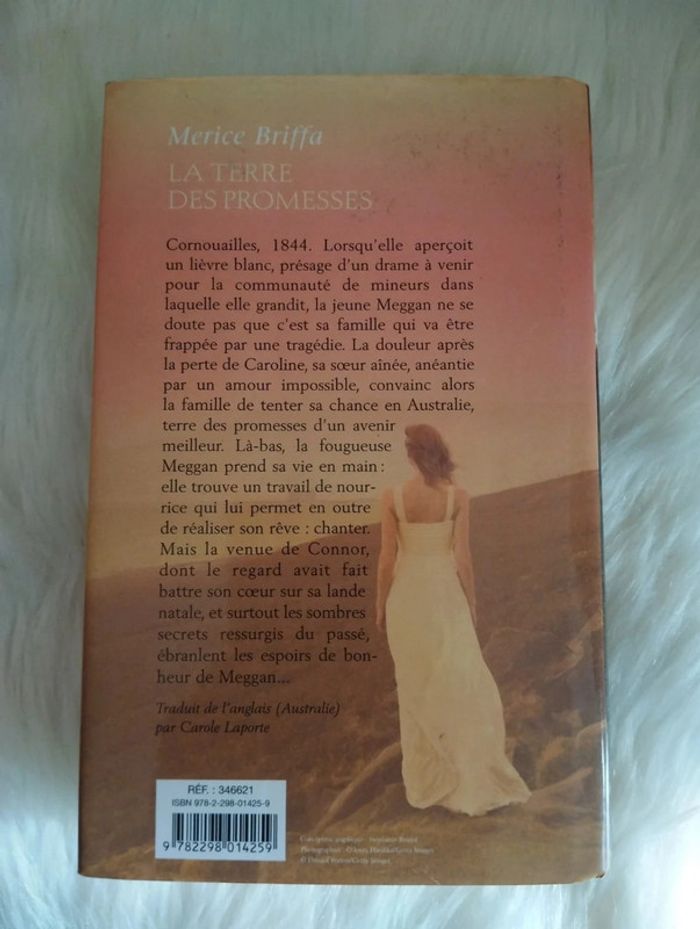 Merice Briffa
LA TERRE
DES PROMESSES
Cornouailles, 1844. Lorsqu'elle aperçoit
un lièvre blanc, présage d'un drame à venir
pour la communauté de mineurs dans
laquelle elle grandit, la jeune Meggan ne se
doute pas que c'est sa famille qui va être
frappée par une tragédie. La douleur après
la perte de Caroline, sa sœur aînée, anéantie
par un amour impossible, convainc alors
la famille de tenter sa chance en Australie,
terre des promesses d'un avenir
meilleur. Là-bas, la fougueuse
Meggan prend sa vie en main :
elle trouve un travail de nour-
rice qui lui permet en outre
de réaliser son rêve : chanter.
Mais la venue de Connor,
dont le regard avait fait
battre son cœur sur sa lande
natale, et surtout les sombres
secrets ressurgis du passé,
ébranlent les espoirs de bon-
heur de Meggan...
Traduit de l'anglais (Australie)
par Carole Laporte
RÉF. : 346621
ISBN 978-2-298-01425-9
9 782298 014259